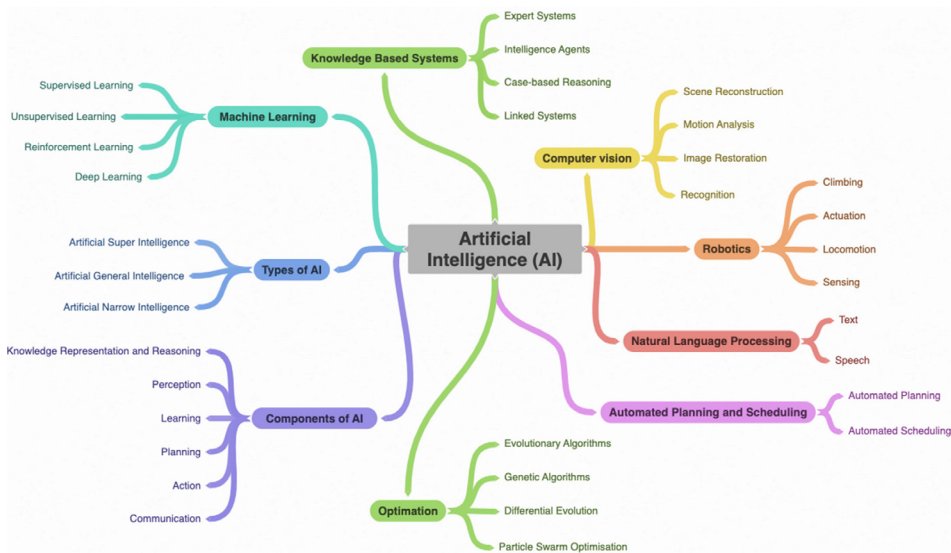 Artificial
Intelligence (AI)
Knowledge Based Systems
Expert Systems
Intelligence Agents
Case-based Reasoning
Linked Systems
Computer vision
Scene Reconstruction
Motion Analysis
Image Restoration
Recognition
Robotics
Climbing
Actuation
Locomotion
Sensing
Natural Language Processing
Text
Speech
Automated Planning and Scheduling
Automated Planning
Automated Scheduling
Optimation
Evolutionary Algorithms
Genetic Algorithms
Differential Evolution
Particle Swarm Optimisation
Machine Learning
Supervised Learning
Unsupervised Learning
Reinforcement Learning
Deep Learning
Types of AI
Artificial Super Intelligence
Artificial General Intelligence
Artificial Narrow Intelligence
Components of AI
Knowledge Representation and Reasoning
Perception
Learning
Planning
Action
Communication